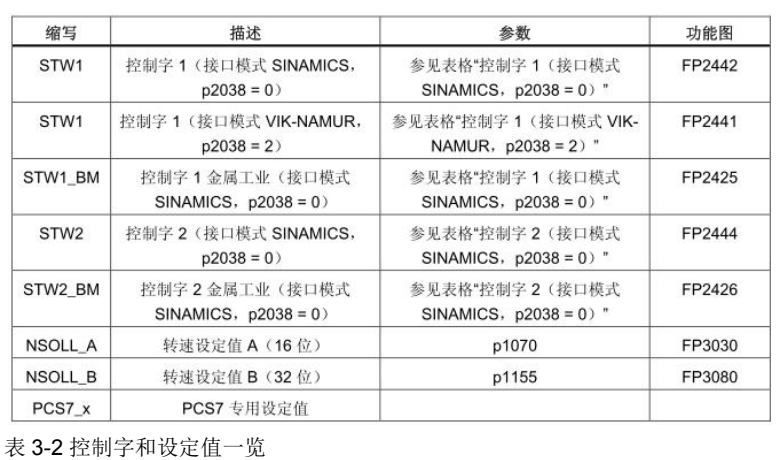 缩写 描述 参数 功能图
STW1 控制字 1（接口模式 SINAMICS， 参见表格“控制字 1（接口模式 FP2442
p2038 = 0） SINAMICS，p2038 = 0）”
STW1 控制字 1（接口模式 VIK-NAMUR， 参见表格“控制字 1（接口模式 VIK- FP2441
p2038 = 2） NAMUR，p2038 = 2）”
STW1_BM 控制字 1 金属工业（接口模式 参见表格“控制字 1（接口模式 FP2425
SINAMICS，p2038 = 0） SINAMICS，p2038 = 0）”
STW2 控制字 2（接口模式 SINAMICS， 参见表格“控制字 2（接口模式 FP2444
p2038 = 0） SINAMICS，p2038 = 0）”
STW2_BM 控制字 2 金属工业（接口模式 参见表格“控制字 2（接口模式 FP2426
SINAMICS，p2038 = 0） SINAMICS，p2038 = 0）”
NSOLL_A 转速设定值 A（16 位） p1070 FP3030
NSOLL_B 转速设定值 B（32 位） p1155 FP3080
PCS7_x PCS7 专用设定值
表 3-2 控制字和设定值一览